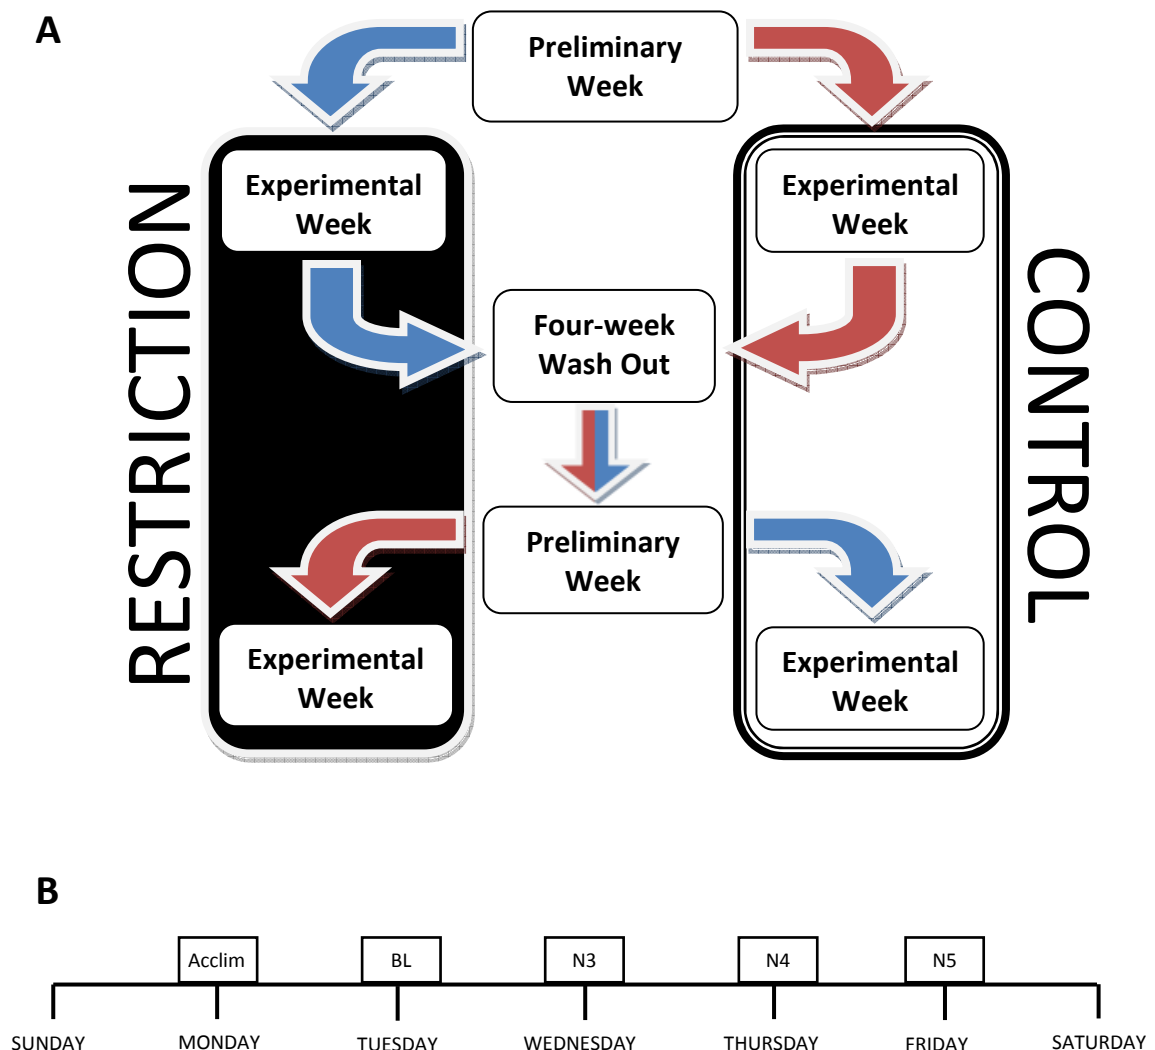 A
Preliminary
Week
RESTRICTION
Experimental
Week
Experimental
Week
CONTROL
Four-week
Wash Out
Preliminary
Week
Experimental
Week
Experimental
Week
B
Acclim
BL
N3
N4
N5
SUNDAY
MONDAY
TUESDAY
WEDNESDAY
THURSDAY
FRIDAY
SATURDAY